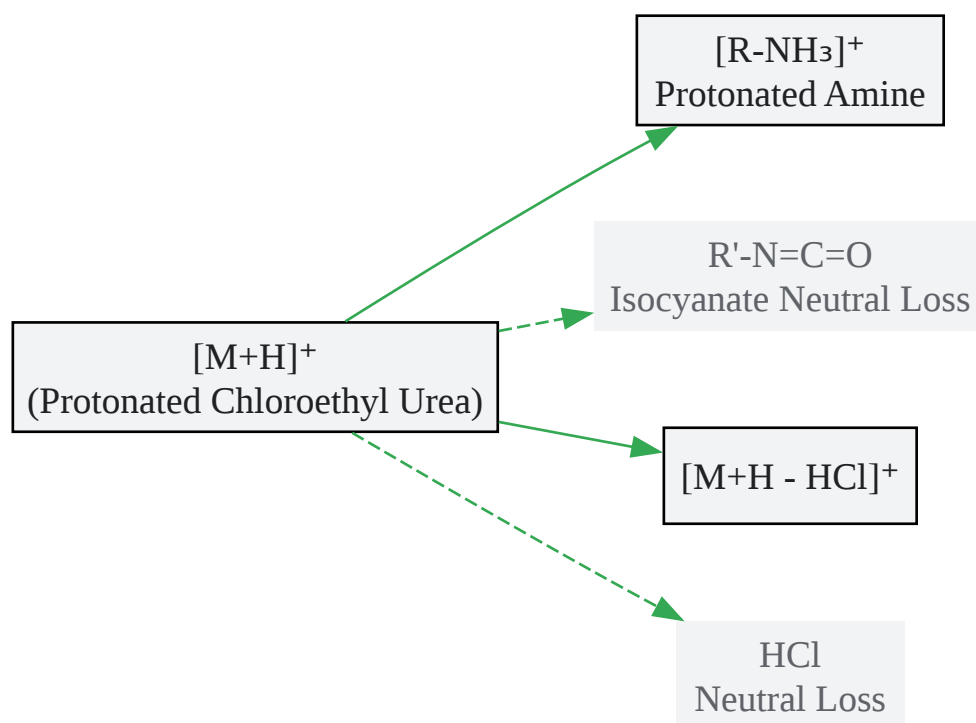 [R-NH₃]⁺
Protonated Amine
R'-N=C=O
Isocyanate Neutral Loss
[M+H]⁺
(Protonated Chloroethyl Urea)
[M+H - HCl]⁺
HCl
Neutral Loss